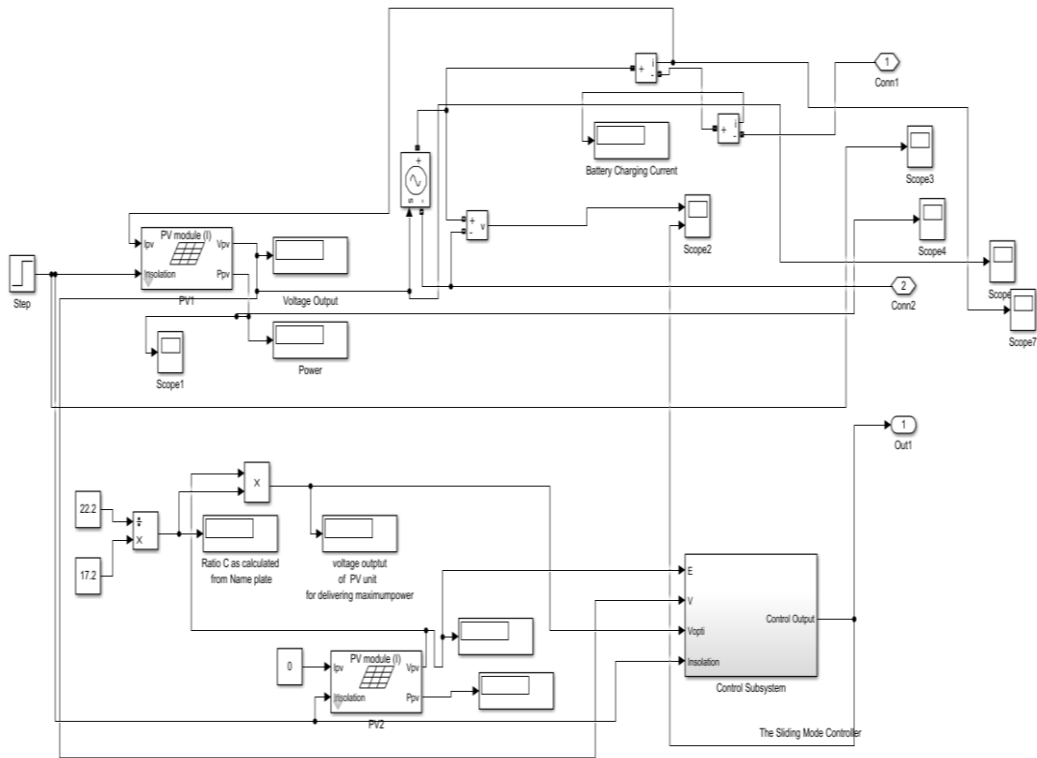 1
Conn1
i
+
-
i
+
-
Battery Charging Current
Scope3
+
s
-
Scope4
+
-
v
Scope2
PV module (I)
Ipv
Vpv
Insolation
Ppv
PV1
Step
Voltage Output
Scope
2
Conn2
Scope7
Scope1
Power
1
Out1
X
22.2
÷
X
17.2
Ratio C as calculated
from Name plate
voltage outptut
of PV unit
for delivering maximumpower
E
V
Vopti
Insolation
Control Output
Control Subsystem
0
PV module (I)
Ipv
Vpv
Insolation
Ppv
PV2
The Sliding Mode Controller